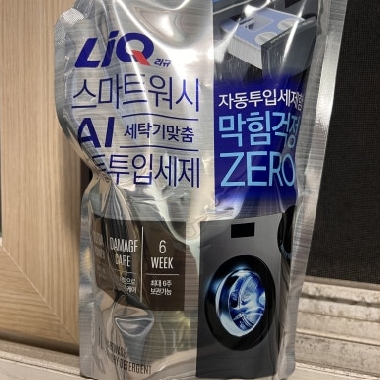 LiQ
리큐
스마트워시
AI 세탁기맞춤
투입세제
자동투입세제함
막힘걱정
ZERO
DAMAGE
CARE
6
WEEK
최대 6주
보관가능
DETERGENT